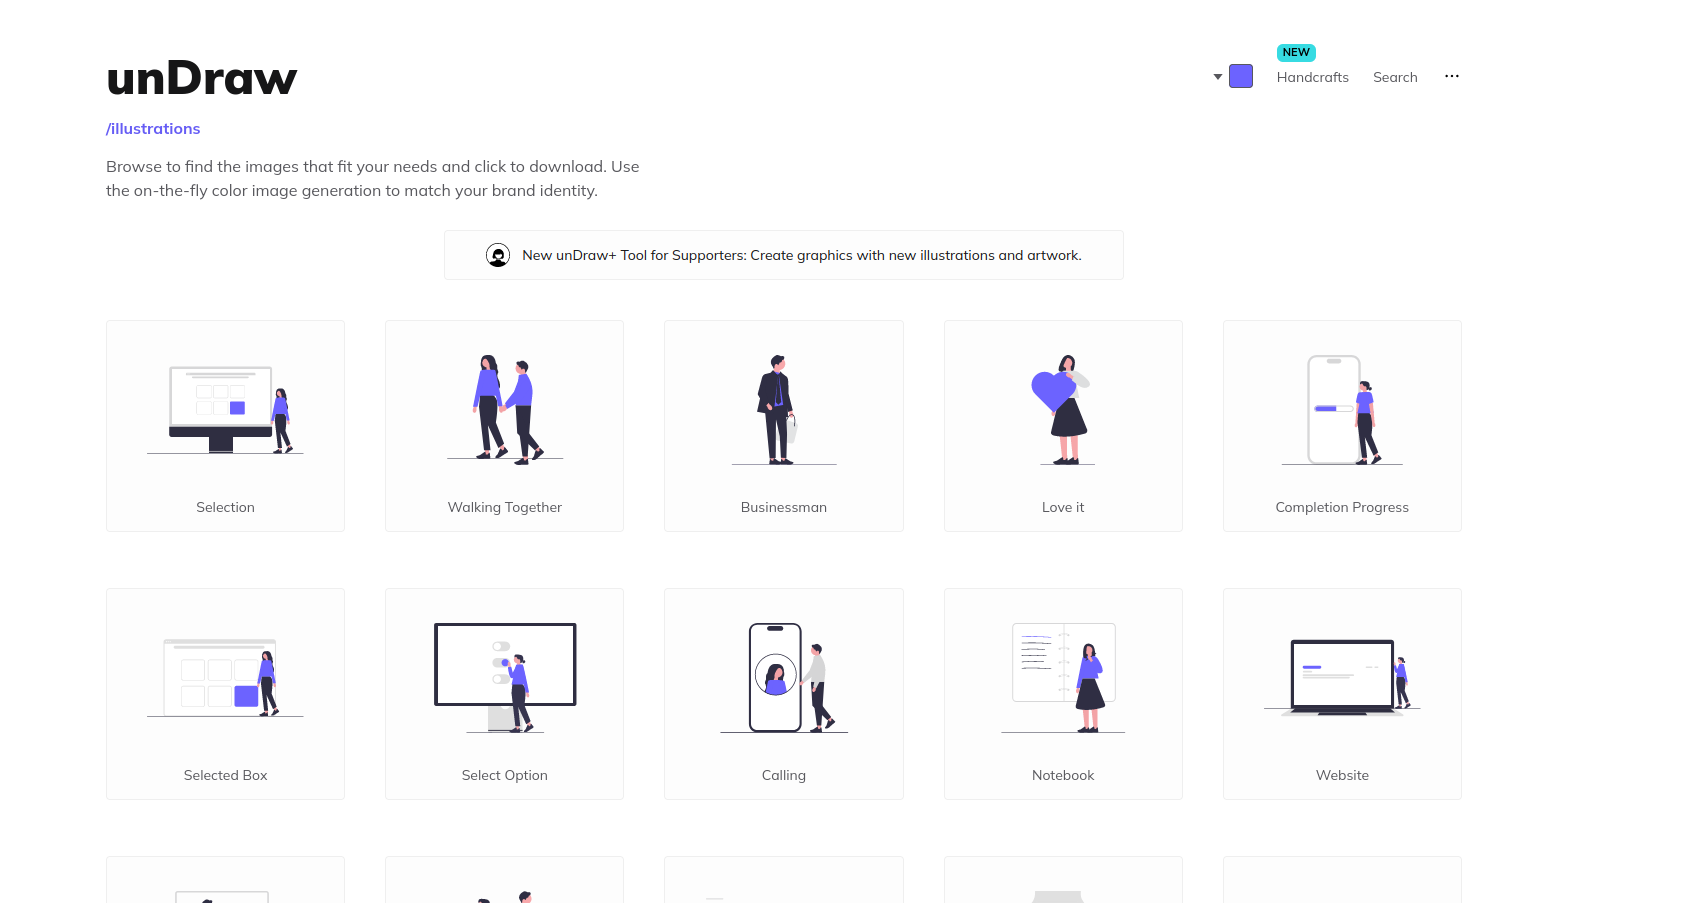 unDraw
NEW
Handcrafts
Search
/illustrations
Browse to find the images that fit your needs and click to download. Use
the on-the-fly color image generation to match your brand identity.
New unDraw+ Tool for Supporters: Create graphics with new illustrations and artwork.
Selection
Walking Together
Businessman
Love it
Completion Progress
Selected Box
Select Option
Calling
Notebook
Website